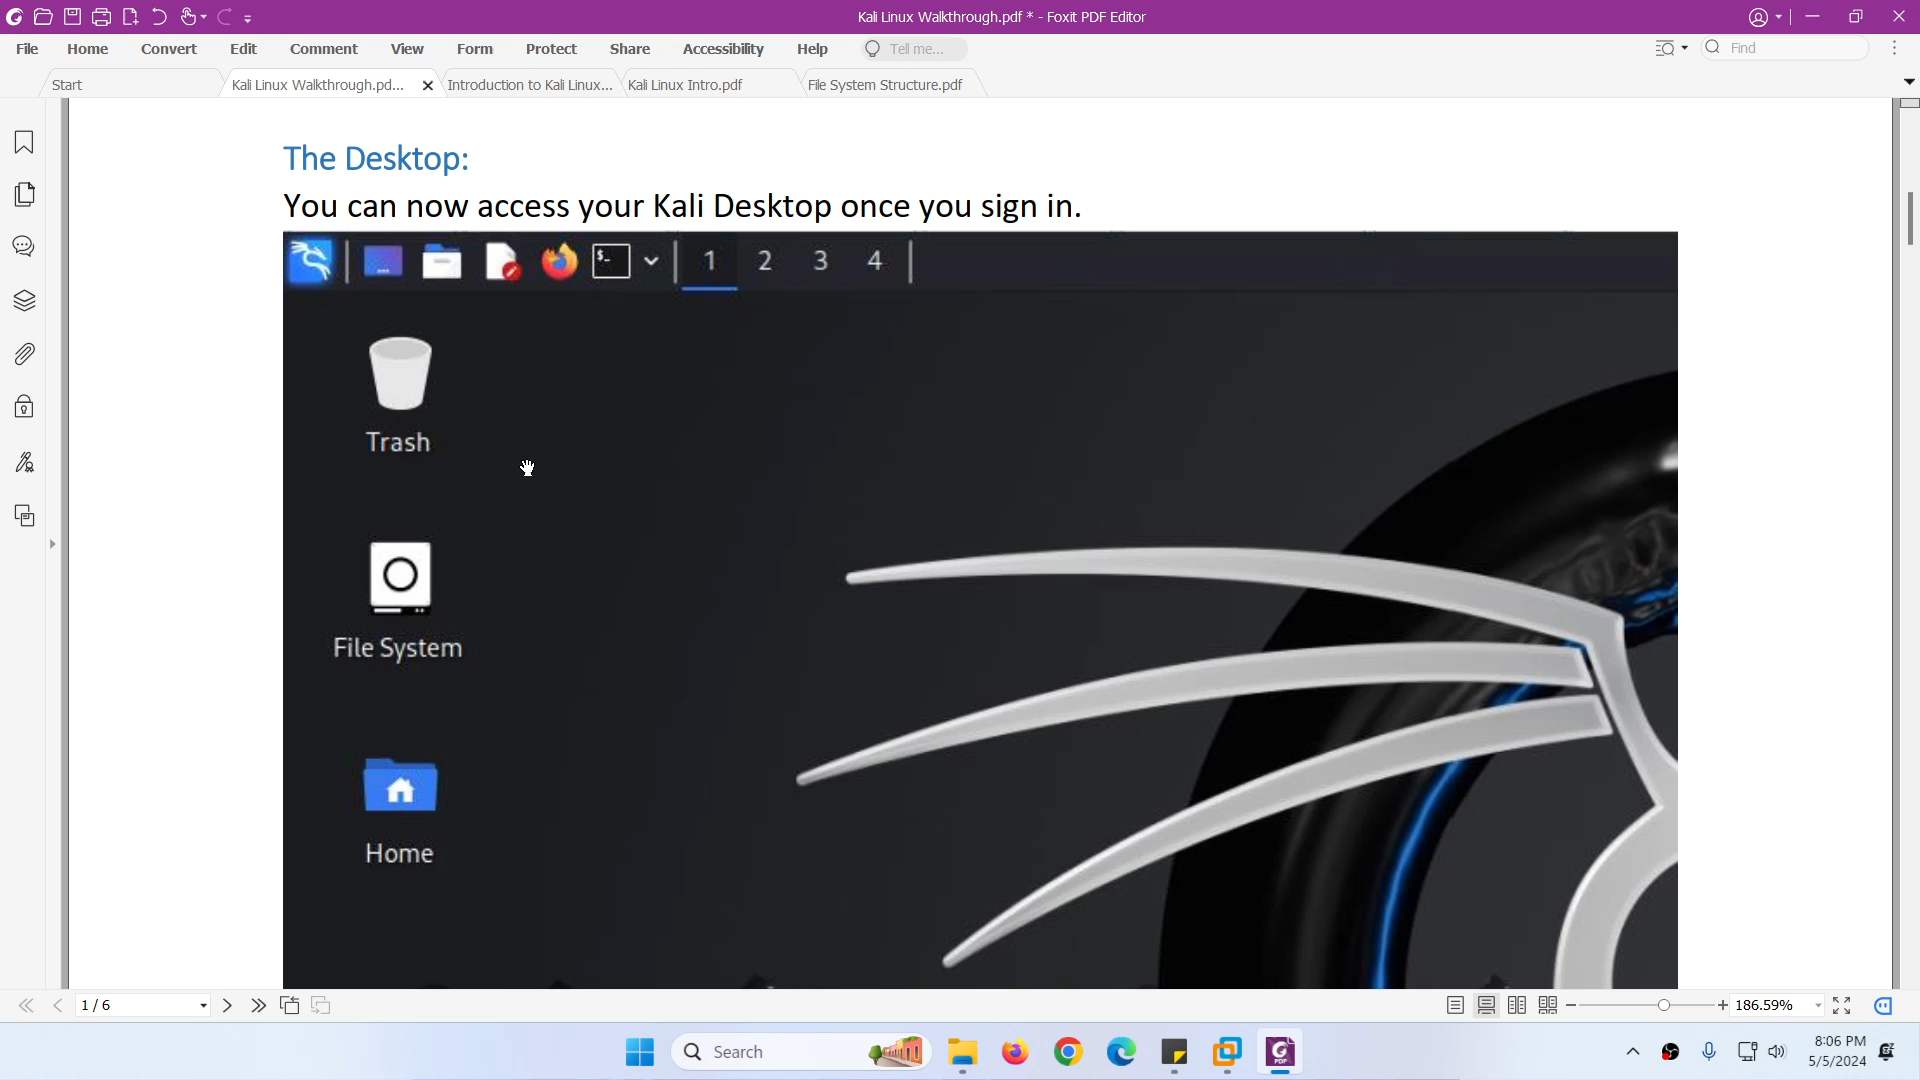 Kali Linux Walkthrough.pdf * - Foxit PDF Editor
File Home Convert Edit Comment View Form Protect Share Accessibility Help Tell me... Find
Start Kali Linux Walkthrough.pd... Introduction to Kali Linux... Kali Linux Intro.pdf File System Structure.pdf
The Desktop:
You can now access your Kali Desktop once you sign in.
$- 1 2 3 4
Trash
File System
Home
1 / 6 186.59%
Search
PDF
8:06 PM
5/5/2024